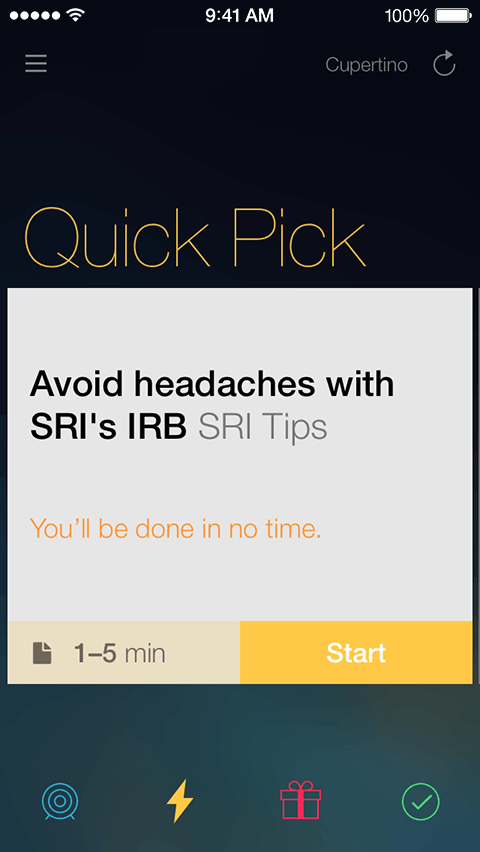 9:41 AM 100%
Cupertino
Quick Pick
Avoid headaches with
SRI's IRB SRI Tips
You’ll be done in no time.
1–5 min Start